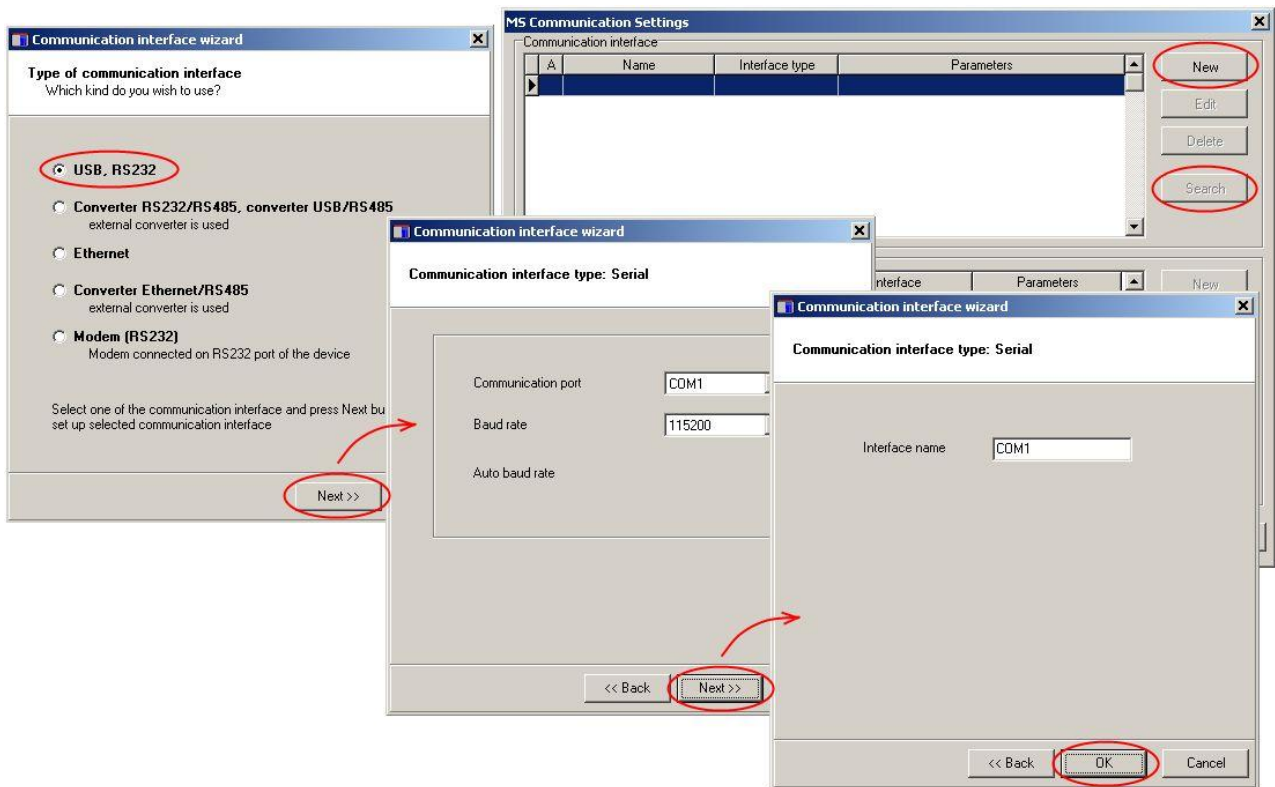 Communication interface wizard
Type of communication interface
Which kind do you wish to use?
USB, RS232
Converter RS232/RS485, converter USB/RS485
external converter is used
Ethernet
Converter Ethernet/RS485
external converter is used
Modem (RS232)
Modem connected on RS232 port of the device
Select one of the communication interface and press Next bu
set up selected communication interface
Next >>
MS Communication Settings
Communication interface
A Name Interface type Parameters
New
Edit
Delete
Search
nterface Parameters
New
Communication interface wizard
Communication interface type: Serial
Communication port COM1
Baud rate 115200
Auto baud rate
<< Back Next >>
Communication interface wizard
Communication interface type: Serial
Interface name COM1
<< Back OK Cancel